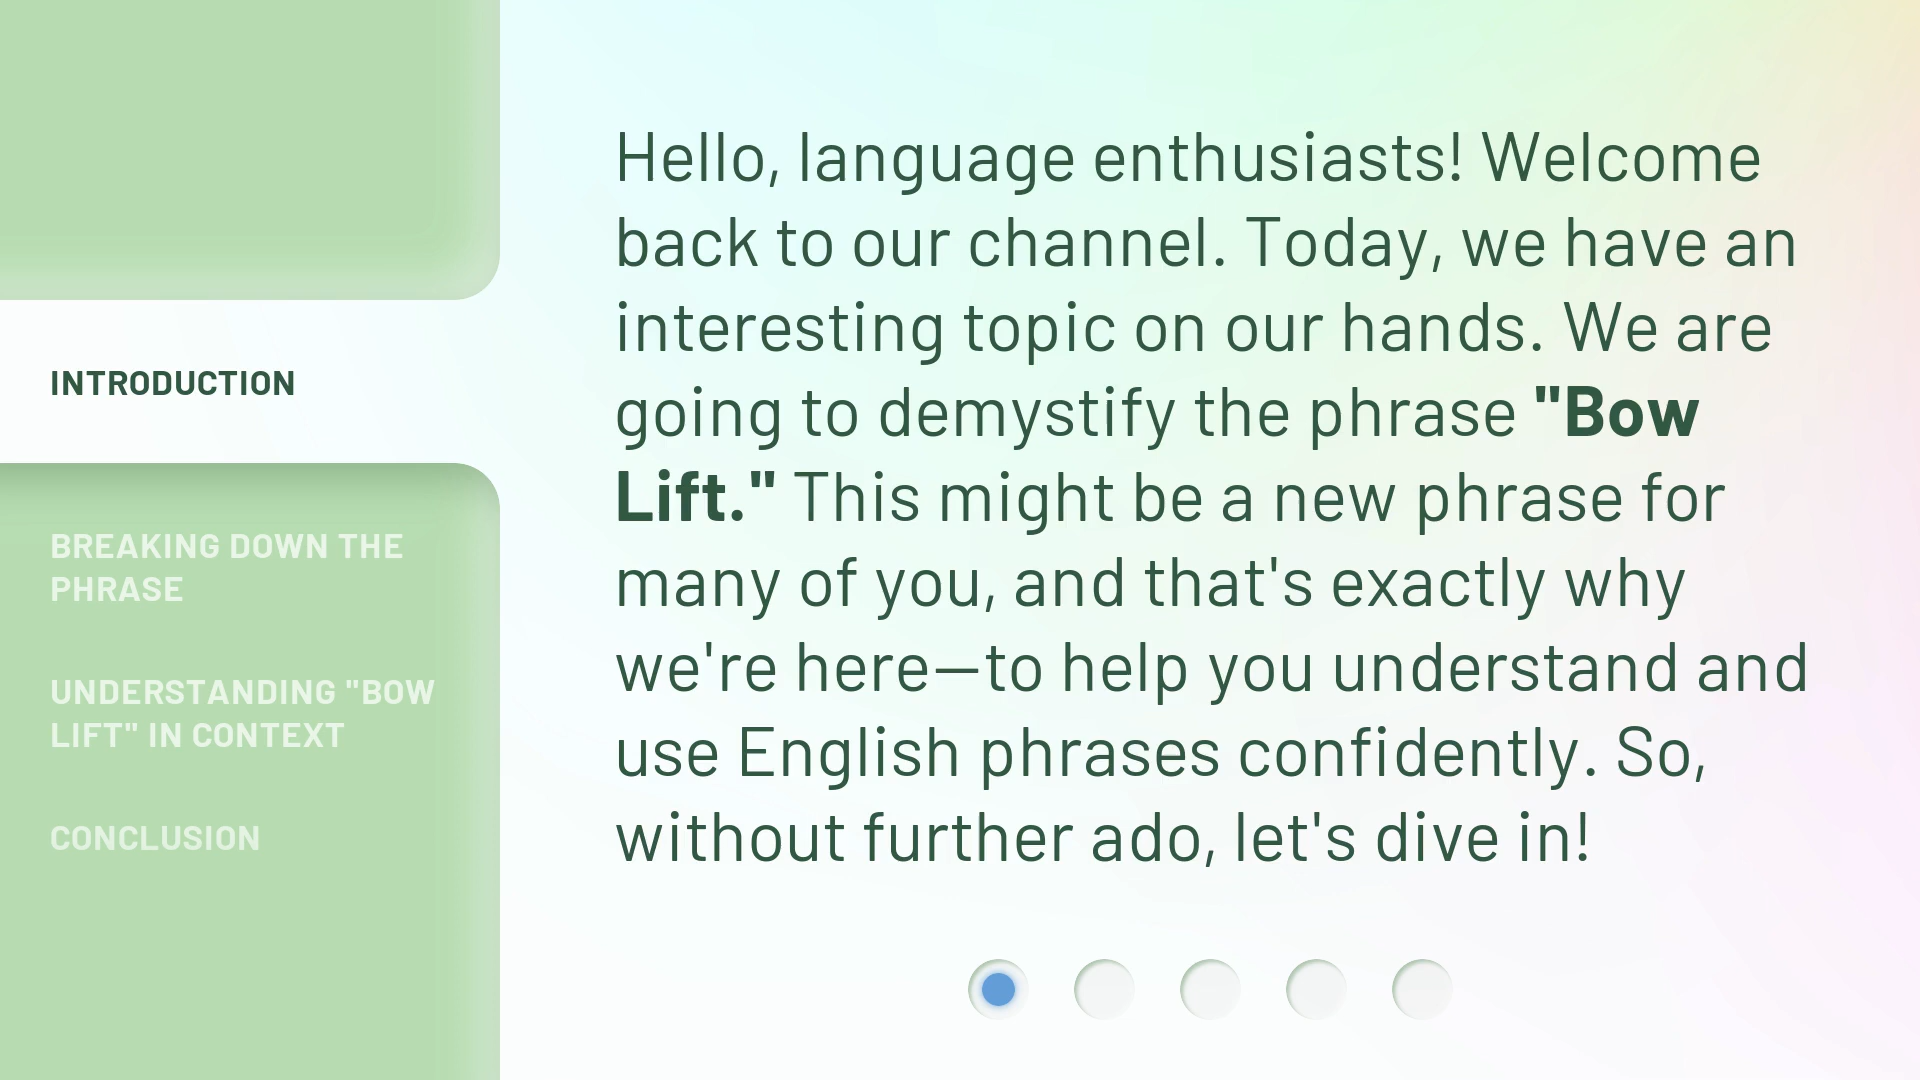 INTRODUCTION
BREAKING DOWN THE
PHRASE
UNDERSTANDING "BOW
LIFT" IN CONTEXT
CONCLUSION
Hello, language enthusiasts! Welcome
back to our channel. Today, we have an
interesting topic on our hands. We are
going to demystify the phrase "Bow
Lift." This might be a new phrase for
many of you, and that's exactly why
we're here—to help you understand and
use English phrases confidently. So,
without further ado, let's dive in!